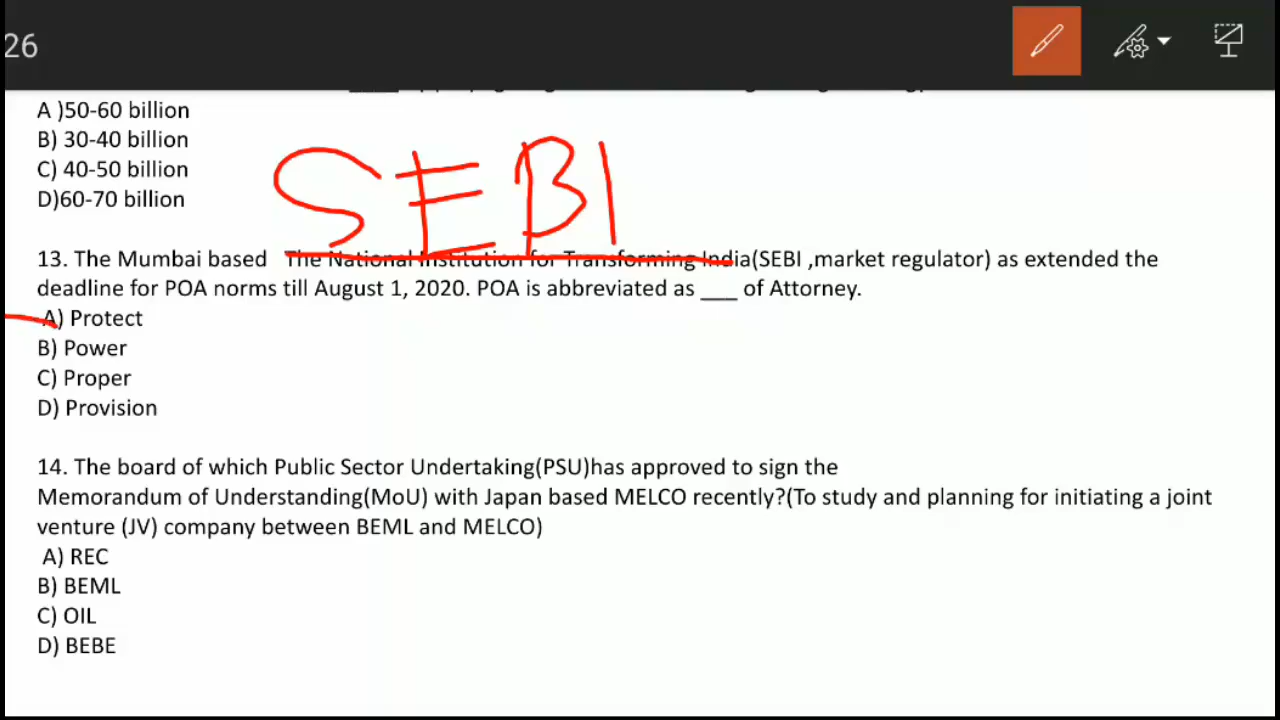 26
A )50-60 billion
B) 30-40 billion
C) 40-50 billion
D)60-70 billion
SEBI
13. The Mumbai based The National Institution for Transforming India(SEBI ,market regulator) as extended the
deadline for POA norms till August 1, 2020. POA is abbreviated as ___ of Attorney.
A) Protect
B) Power
C) Proper
D) Provision
14. The board of which Public Sector Undertaking(PSU)has approved to sign the
Memorandum of Understanding(MoU) with Japan based MELCO recently?(To study and planning for initiating a joint
venture (JV) company between BEML and MELCO)
A) REC
B) BEML
C) OIL
D) BEBE